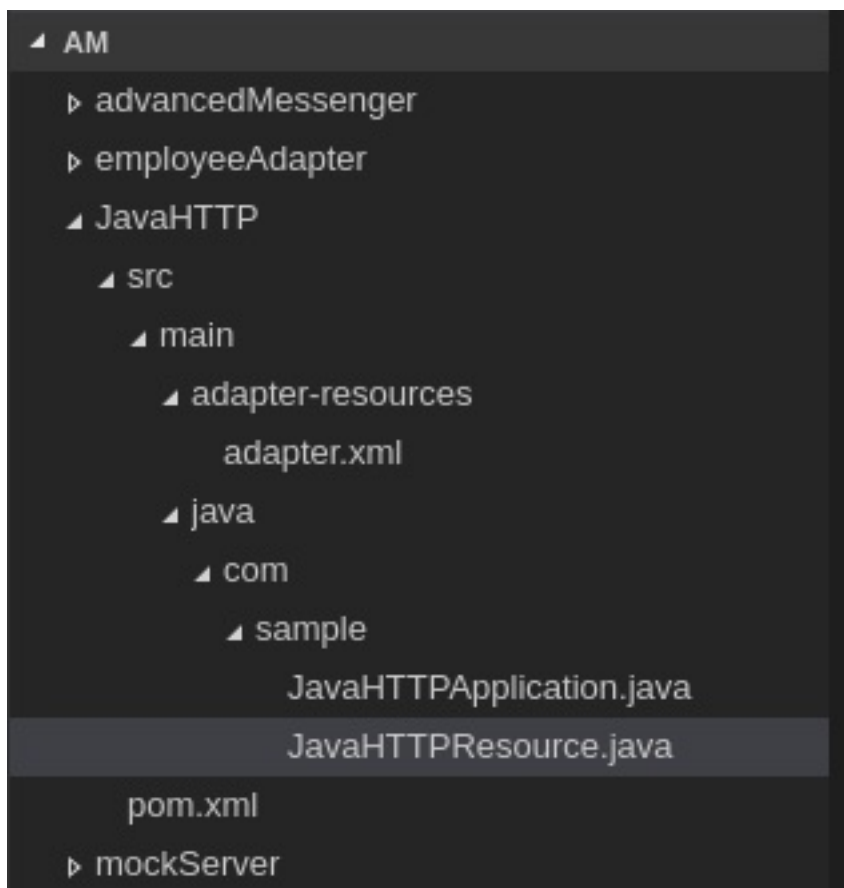 AM
advancedMessenger
employeeAdapter
JavaHTTP
src
main
adapter-resources
adapter.xml
java
com
sample
JavaHTTPApplication.java
JavaHTTPResource.java
pom.xml
mockServer